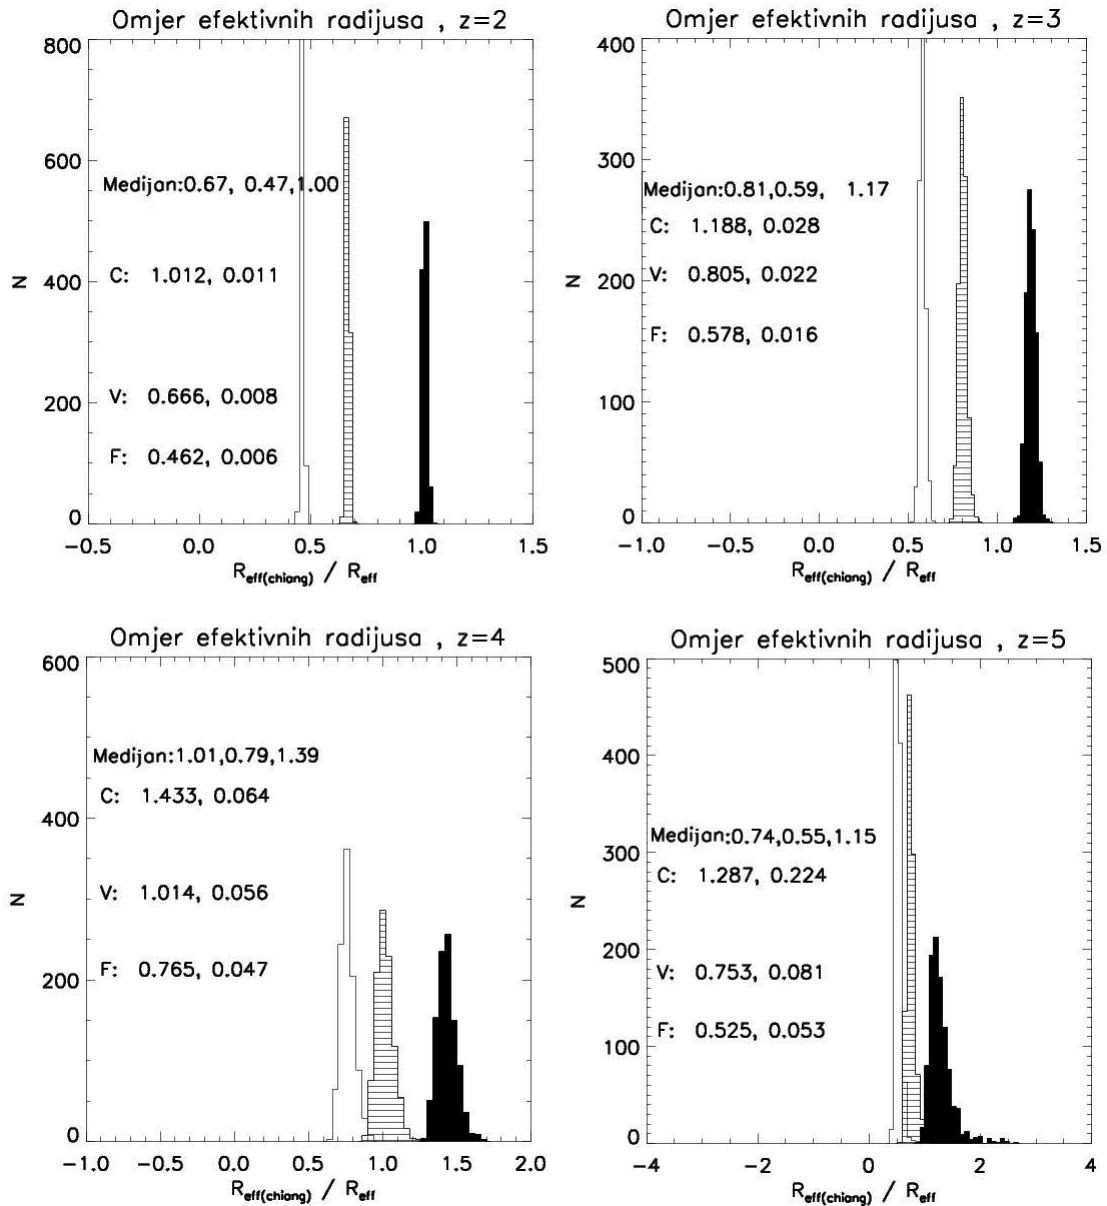 Omjer efektivnih radijusa , z=2
800
600
400
200
0
N
Medijan:0.67, 0.47,1.00
C: 1.012, 0.011
V: 0.666, 0.008
F: 0.462, 0.006
-0.5 0.0 0.5 1.0 1.5
Reff(chiang) / Reff
Omjer efektivnih radijusa , z=3
400
300
200
100
0
N
Medijan:0.81,0.59, 1.17
C: 1.188, 0.028
V: 0.805, 0.022
F: 0.578, 0.016
-1.0 -0.5 0.0 0.5 1.0 1.5
Reff(chiang) / Reff
Omjer efektivnih radijusa , z=4
600
400
200
0
N
Medijan:1.01,0.79,1.39
C: 1.433, 0.064
V: 1.014, 0.056
F: 0.765, 0.047
-1.0 -0.5 0.0 0.5 1.0 1.5 2.0
Reff(chiang) / Reff
Omjer efektivnih radijusa , z=5
500
400
300
200
100
0
N
Medijan:0.74,0.55,1.15
C: 1.287, 0.224
V: 0.753, 0.081
F: 0.525, 0.053
-4 -2 0 2 4
Reff(chiang) / Reff